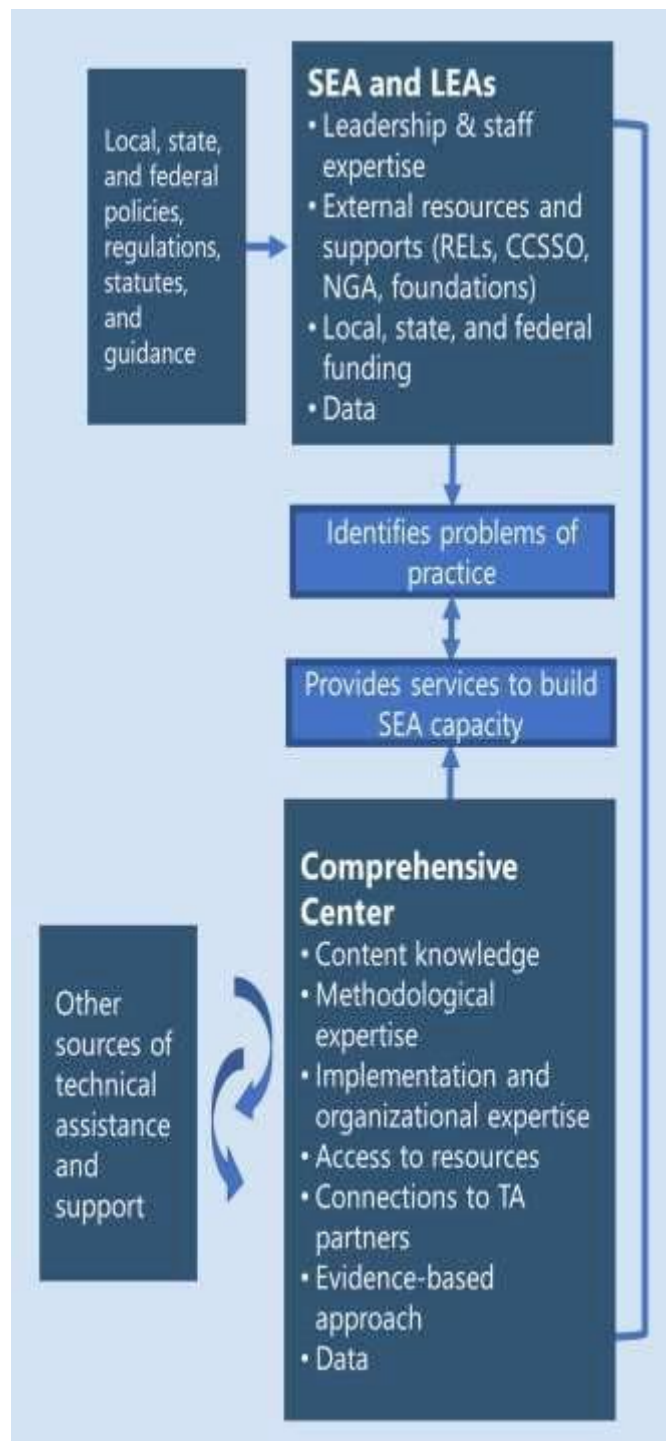 Local, state,
and federal
policies,
regulations,
statutes,
and
guidance
SEA and LEAs
• Leadership & staff
expertise
• External resources and
supports (RELs, CCSSO,
NGA, foundations)
• Local, state, and federal
funding
• Data
Identifies problems of
practice
Provides services to build
SEA capacity
Other
sources of
technical
assistance
and
support
Comprehensive
Center
• Content knowledge
• Methodological
expertise
• Implementation and
organizational expertise
• Access to resources
• Connections to TA
partners
• Evidence-based
approach
• Data